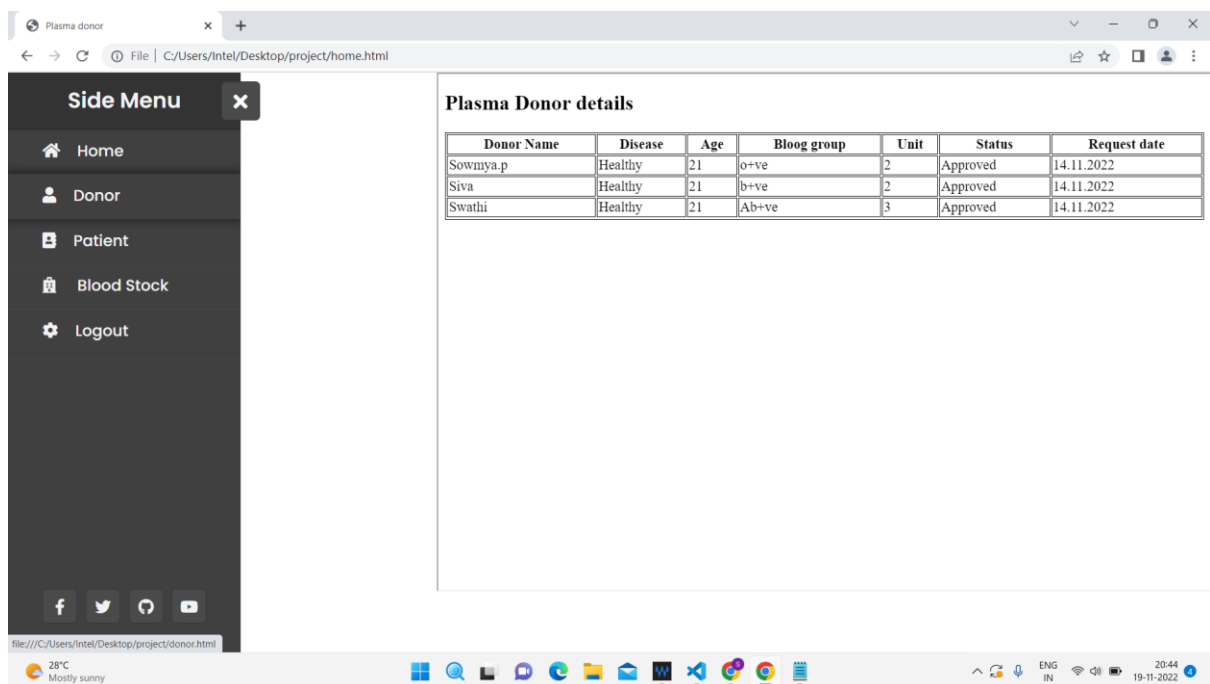 Plasma donor
File | C:/Users/Intel/Desktop/project/home.html
Side Menu
Home
Donor
Patient
Blood Stock
Logout
Plasma Donor details
Donor Name Disease Age Bloog group Unit Status Request date
Sowmya.p Healthy 21 o+ve 2 Approved 14.11.2022
Siva Healthy 21 b+ve 2 Approved 14.11.2022
Swathi Healthy 21 Ab+ve 3 Approved 14.11.2022
file:///C:/Users/Intel/Desktop/project/donor.html
28°C
Mostly sunny
ENG
IN
20:44
19-11-2022
4